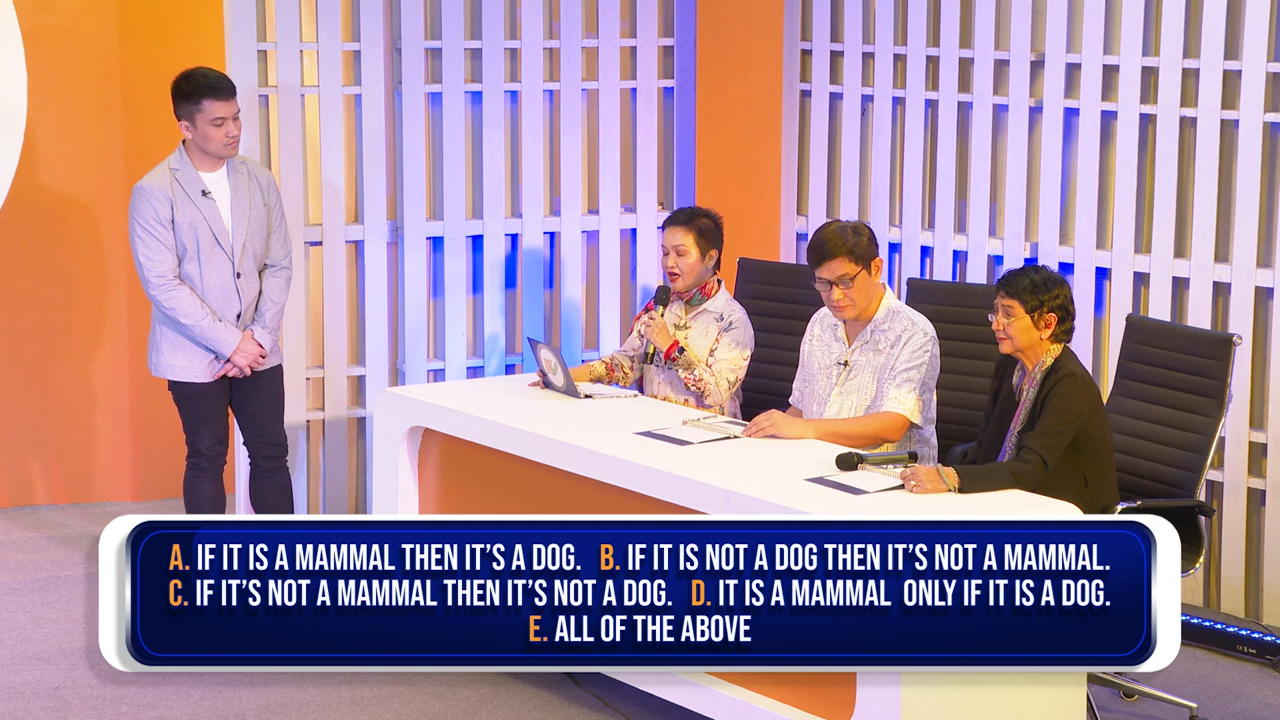 A. IF IT IS A MAMMAL THEN IT'S A DOG. B. IF IT IS NOT A DOG THEN IT'S NOT A MAMMAL.
C. IF IT'S NOT A MAMMAL THEN IT'S NOT A DOG. D. IT IS A MAMMAL ONLY IF IT IS A DOG.
E. ALL OF THE ABOVE